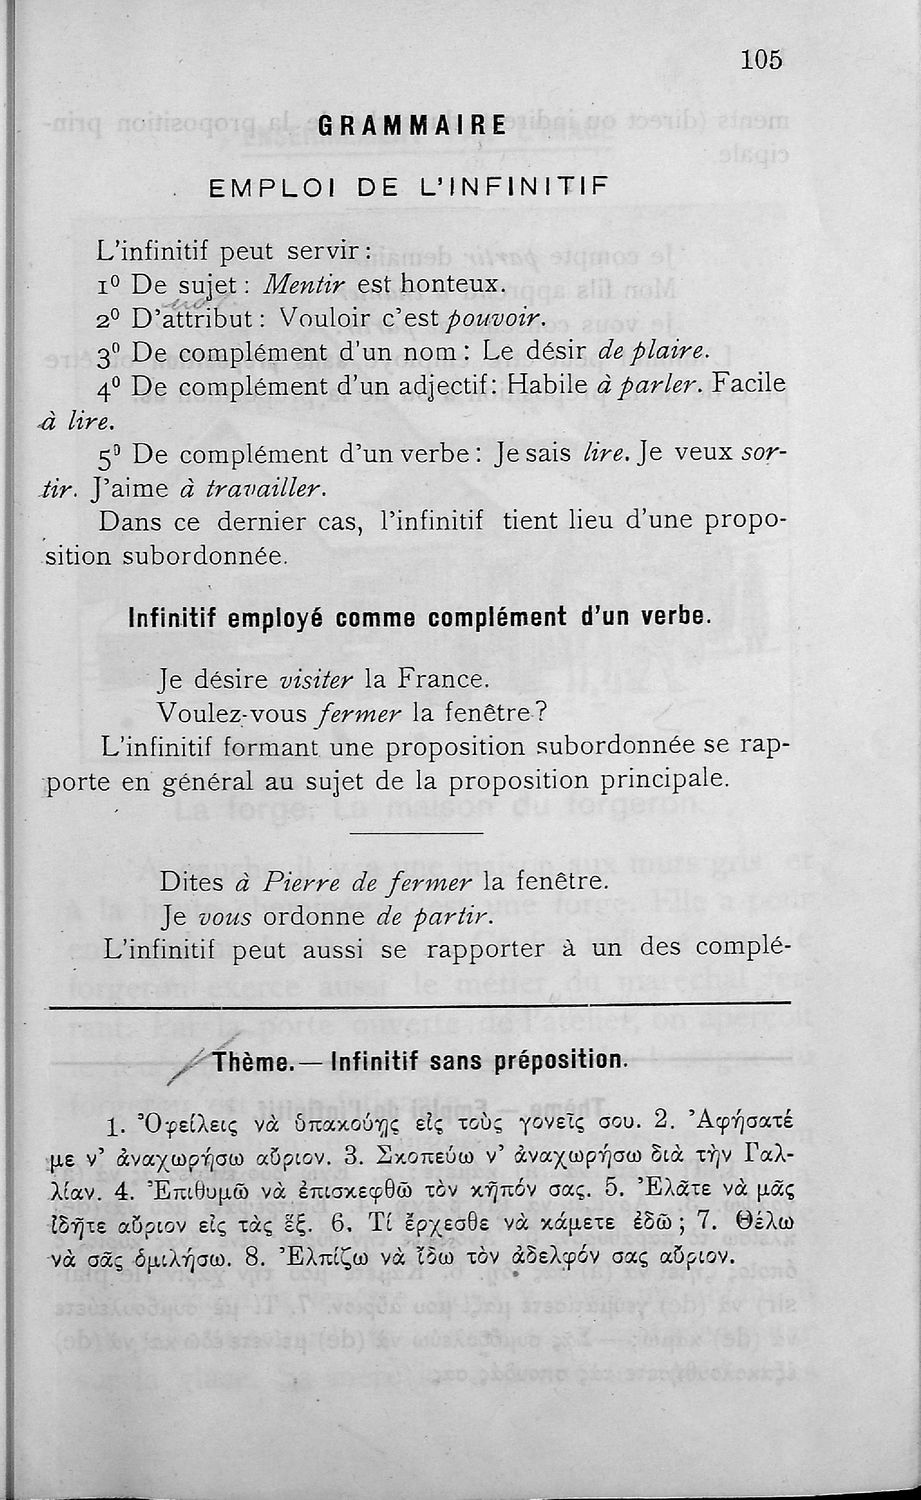 105
GRAMMAIRE
EMPLOI DE L'INFINITIF
L'infinitif peut servir :
1⁰ De sujet : Mentir est honteux.
2⁰ D'attribut : Vouloir c'est pouvoir.
3⁰ De complément d'un nom : Le désir de plaire.
4⁰ De complément d'un adjectif : Habile à parler. Facile
à lire.
5⁰ De complément d'un verbe : Je sais lire. Je veux sor-
tir. J'aime à travailler.
Dans ce dernier cas, l'infinitif tient lieu d'une propo-
sition subordonnée.
Infinitif employé comme complément d'un verbe.
Je désire visiter la France.
Voulez-vous fermer la fenêtre ?
L'infinitif formant une proposition subordonnée se rap-
porte en général au sujet de la proposition principale.
Dites à Pierre de fermer la fenêtre.
Je vous ordonne de partir.
L'infinitif peut aussi se rapporter à un des complé-
Thème. — Infinitif sans préposition.
1. Ὀφείλεις νὰ ὑπακούῃς εἰς τοὺς γονεῖς σου. 2. Ἀφήσατέ
με ν' ἀναχωρήσω αὔριον. 3. Σκοπεύω ν' ἀναχωρήσω διὰ τὴν Γαλ-
λίαν. 4. Ἐπιθυμῶ νὰ ἐπισκεφθῶ τὸν κῆπόν σας. 5. Ἐλᾶτε νὰ μᾶς
ἰδῆτε αὔριον εἰς τὰς ἕξ. 6. Τί ἔρχεσθε νὰ κάμετε ἐδῶ ; 7. Θέλω
νὰ σᾶς ὁμιλήσω. 8. Ἐλπίζω νὰ ἴδω τὸν ἀδελφόν σας αὔριον.